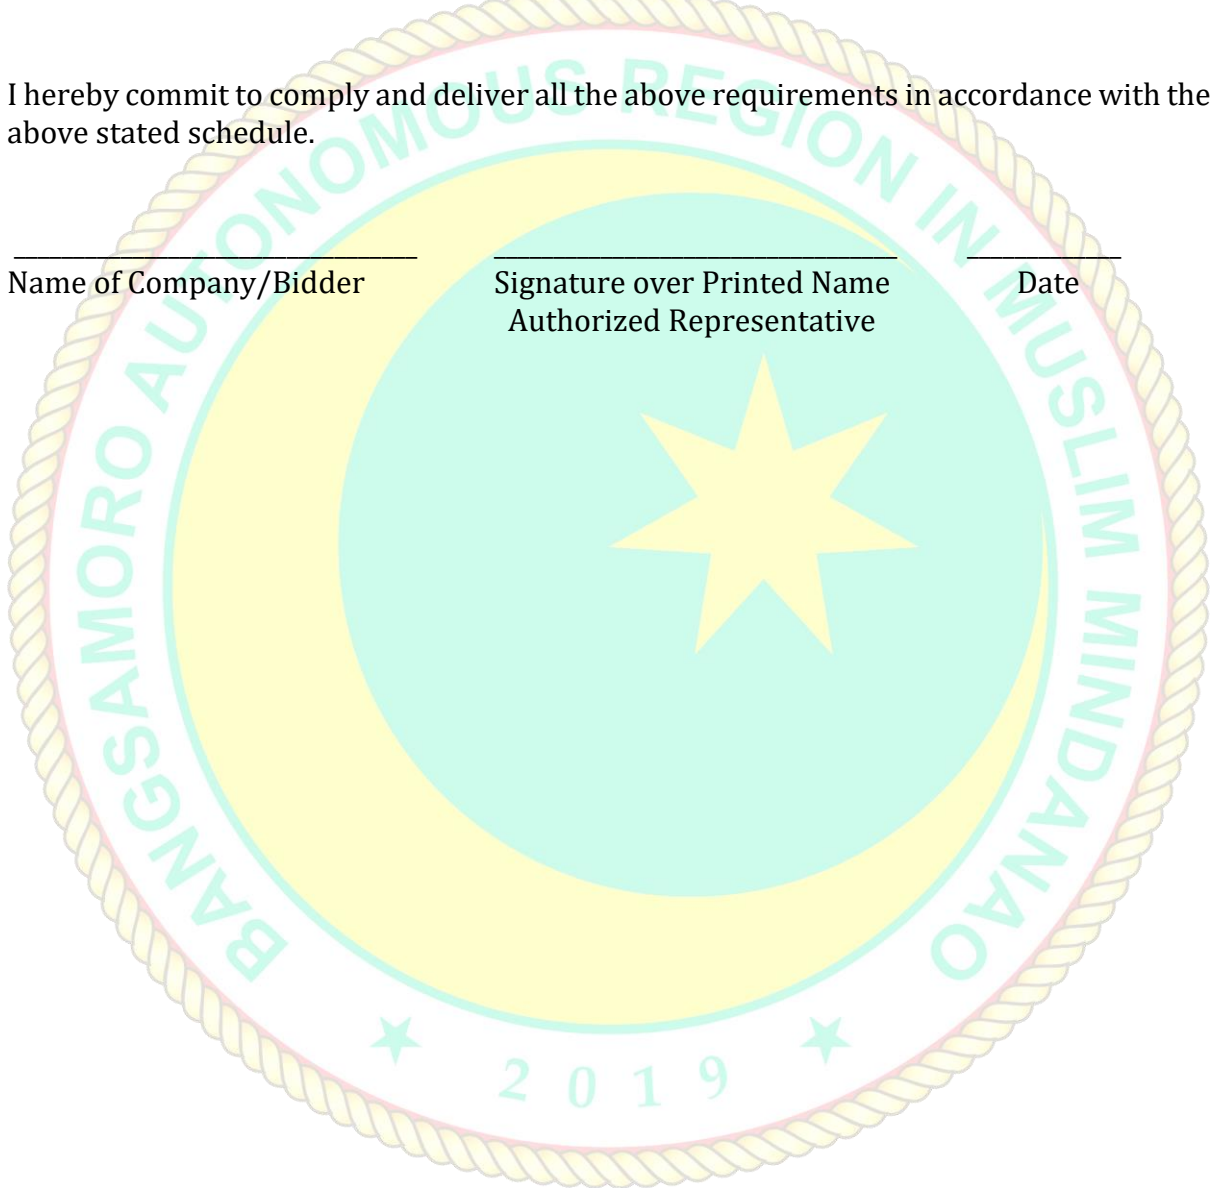 I hereby commit to comply and deliver all the above requirements in accordance with the
above stated schedule.
Name of Company/Bidder
Signature over Printed Name
Authorized Representative
Date
BANGSAMORO AUTONOMOUS REGION IN MUSLIM MINDANAO
2019